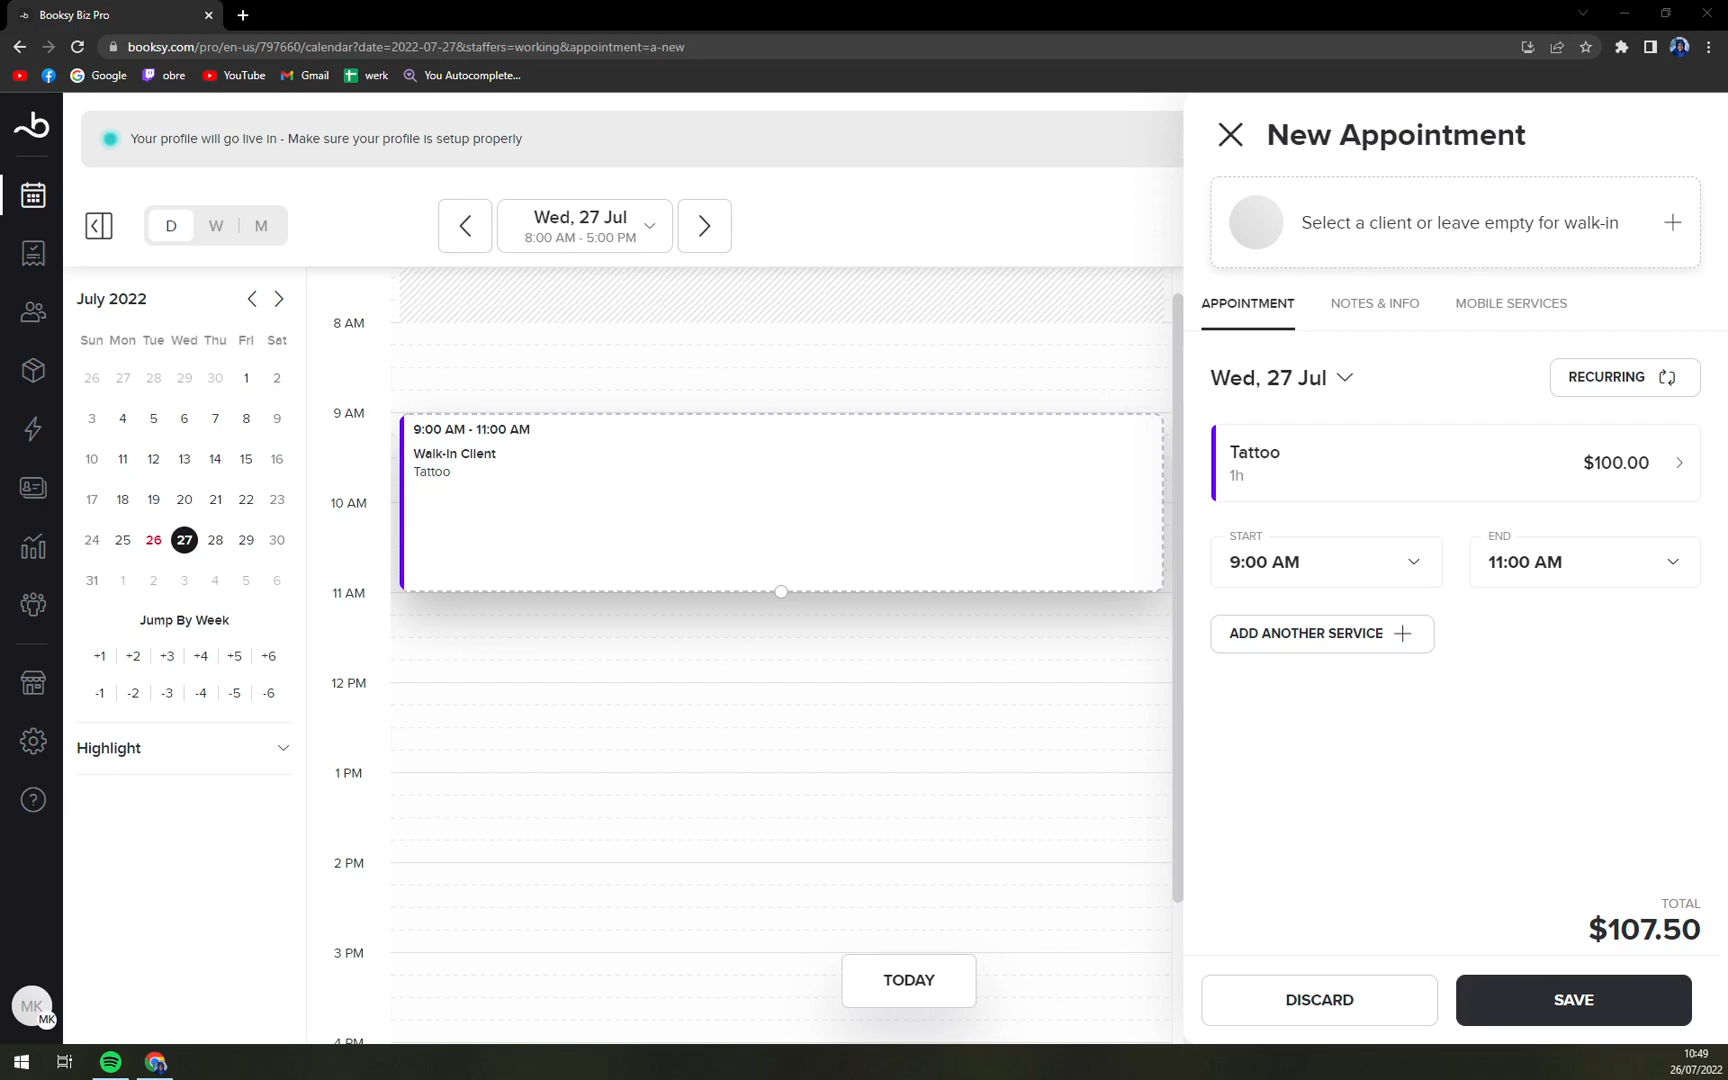 Booksy Biz Pro
booksy.com/pro/en-us/797660/calendar?date=2022-07-27&staffers=working&appointment=a-new
Google obre YouTube Gmail werk You Autocomplete...
Your profile will go live in - Make sure your profile is setup properly
D W M
Wed, 27 Jul
8:00 AM - 5:00 PM
July 2022
Sun Mon Tue Wed Thu Fri Sat
26 27 28 29 30 1 2
3 4 5 6 7 8 9
10 11 12 13 14 15 16
17 18 19 20 21 22 23
24 25 26 27 28 29 30
31 1 2 3 4 5 6
Jump By Week
+1 +2 +3 +4 +5 +6
-1 -2 -3 -4 -5 -6
Highlight
MK
MK
8 AM
9 AM
9:00 AM - 11:00 AM
Walk-In Client
Tattoo
10 AM
11 AM
12 PM
1 PM
2 PM
3 PM
4 PM
TODAY
New Appointment
Select a client or leave empty for walk-in
APPOINTMENT NOTES & INFO MOBILE SERVICES
Wed, 27 Jul
RECURRING
Tattoo
1h
$100.00
START
9:00 AM
END
11:00 AM
ADD ANOTHER SERVICE
TOTAL
$107.50
DISCARD
SAVE
10:49
26/07/2022